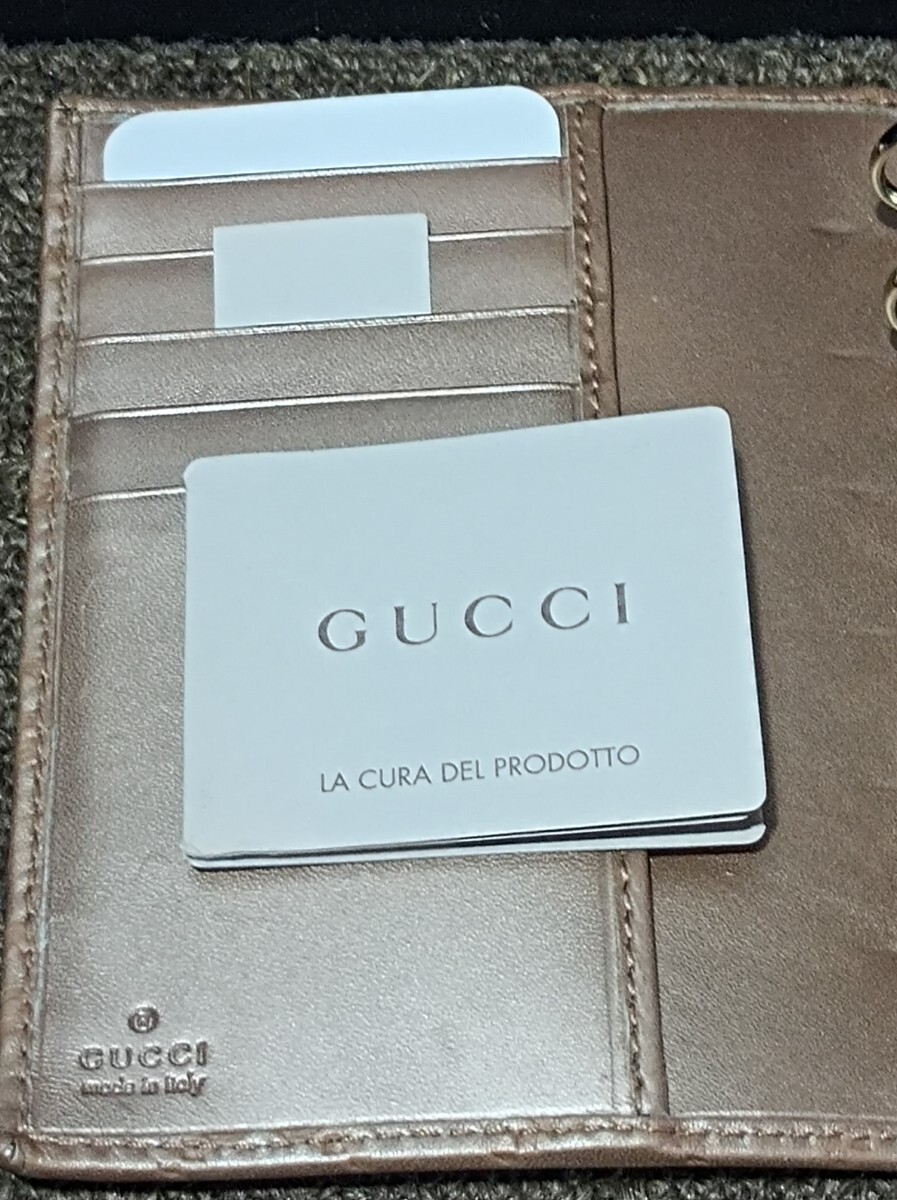 GUCCI
LA CURA DEL PRODOTTO
®
GUCCI
made in italy